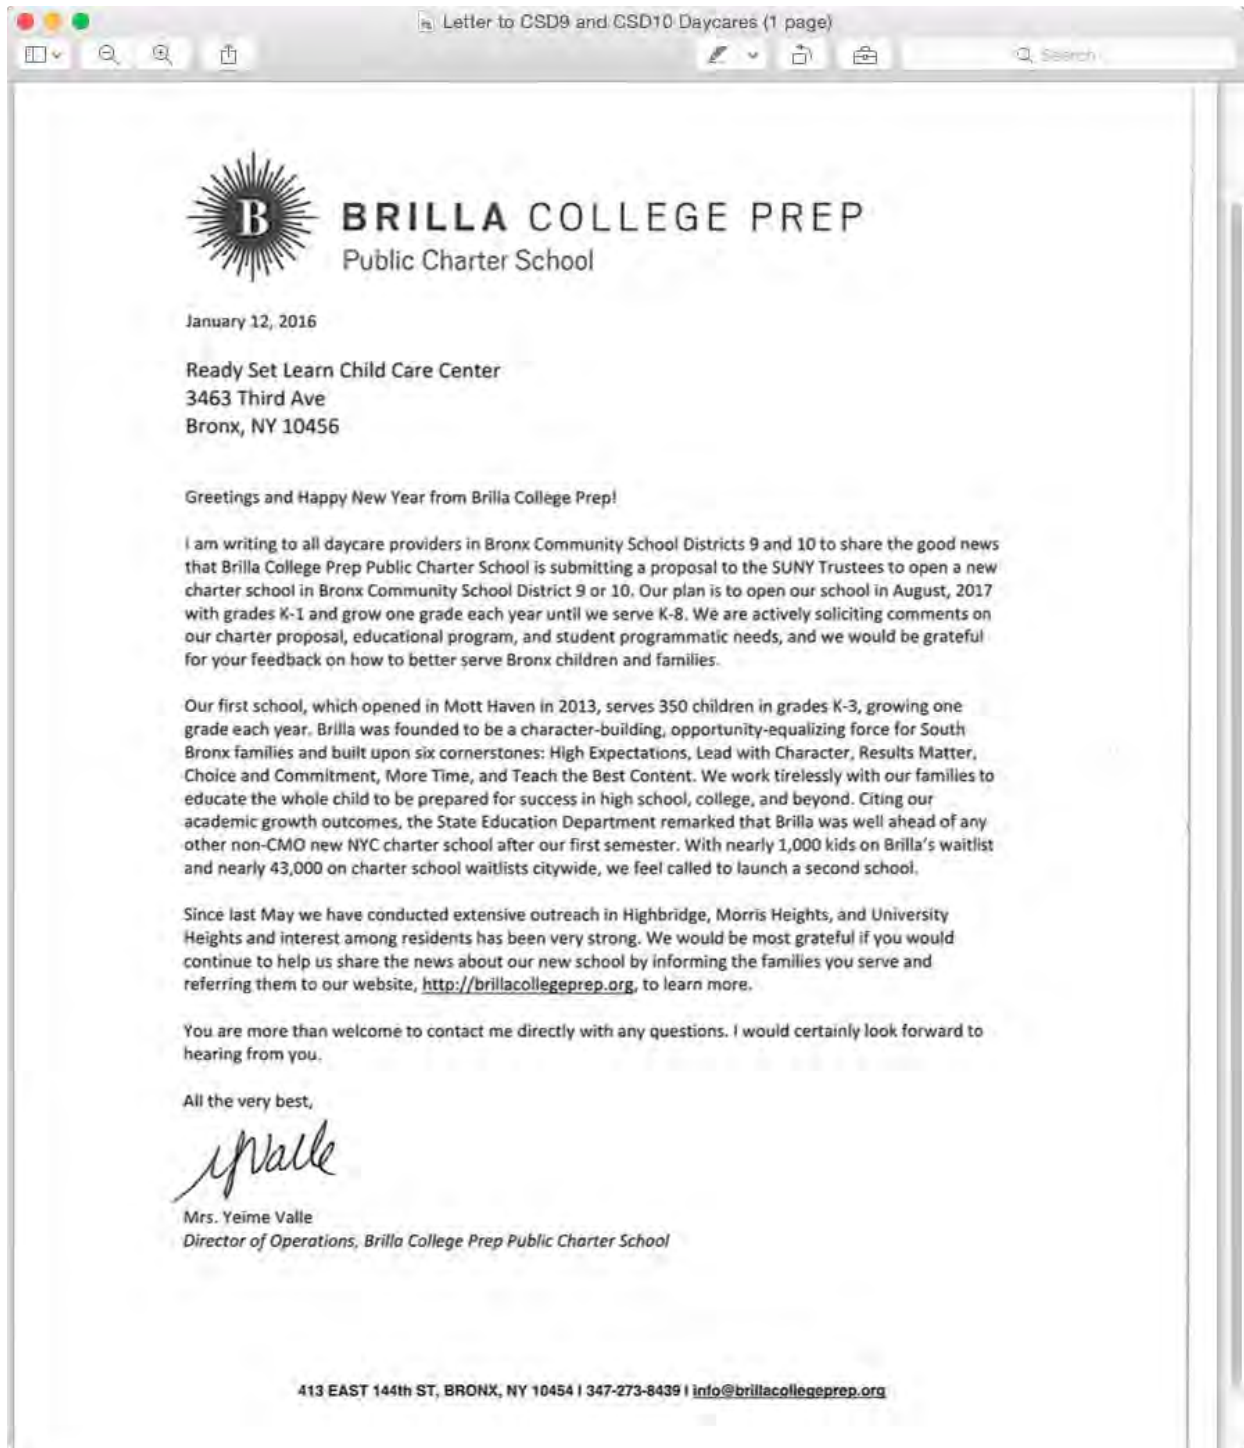 Letter to CSD9 and CSD10 Daycares (1 page)
Search
B
BRILLA COLLEGE PREP
Public Charter School
January 12, 2016
Ready Set Learn Child Care Center
3463 Third Ave
Bronx, NY 10456
Greetings and Happy New Year from Brilla College Prep!
I am writing to all daycare providers in Bronx Community School Districts 9 and 10 to share the good news
that Brilla College Prep Public Charter School is submitting a proposal to the SUNY Trustees to open a new
charter school in Bronx Community School District 9 or 10. Our plan is to open our school in August, 2017
with grades K-1 and grow one grade each year until we serve K-8. We are actively soliciting comments on
our charter proposal, educational program, and student programmatic needs, and we would be grateful
for your feedback on how to better serve Bronx children and families.
Our first school, which opened in Mott Haven in 2013, serves 350 children in grades K-3, growing one
grade each year. Brilla was founded to be a character-building, opportunity-equalizing force for South
Bronx families and built upon six cornerstones: High Expectations, Lead with Character, Results Matter,
Choice and Commitment, More Time, and Teach the Best Content. We work tirelessly with our families to
educate the whole child to be prepared for success in high school, college, and beyond. Citing our
academic growth outcomes, the State Education Department remarked that Brilla was well ahead of any
other non-CMO new NYC charter school after our first semester. With nearly 1,000 kids on Brilla's waitlist
and nearly 43,000 on charter school waitlists citywide, we feel called to launch a second school.
Since last May we have conducted extensive outreach in Highbridge, Morris Heights, and University
Heights and interest among residents has been very strong. We would be most grateful if you would
continue to help us share the news about our new school by informing the families you serve and
referring them to our website, http://brillacollegeprep.org, to learn more.
You are more than welcome to contact me directly with any questions. I would certainly look forward to
hearing from you.
All the very best,
YValle
Mrs. Yeime Valle
Director of Operations, Brilla College Prep Public Charter School
413 EAST 144th ST, BRONX, NY 10454 | 347-273-8439 | info@brillacollegeprep.org